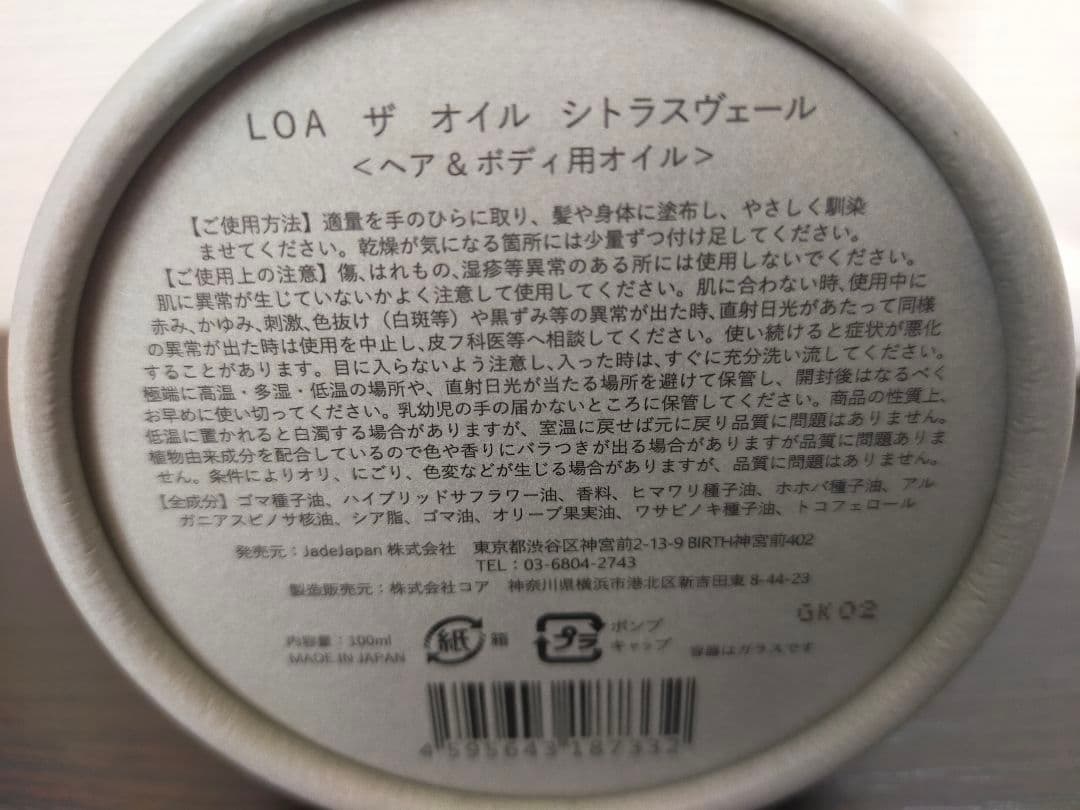 LOA ザ オイル シトラスヴェール
<ヘア&ボディ用オイル>
【ご使用方法】適量を手のひらに取り、髪や身体に塗布し、やさしく馴染
ませてください。乾燥が気になる箇所には少量ずつ付け足してください。
【ご使用上の注意】傷、はれもの、湿疹等異常のある所には使用しないでください。
肌に異常が生じていないかよく注意して使用してください。肌に合わない時、使用中に
赤み、かゆみ、刺激、色抜け(白斑等)や黒ずみ等の異常が出た時、直射日光があたって同様
の異常が出た時は使用を中止し、皮フ科医等へ相談してください。使い続けると症状が悪化
することがあります。目に入らないよう注意し、入った時は、すぐに充分洗い流してください。
極端に高温・多湿・低温の場所や、直射日光が当たる場所を避けて保管し、開封後はなるべく
お早めに使い切ってください。乳幼児の手の届かないところに保管してください。商品の性質上、
低温に置かれると白濁する場合がありますが、室温に戻せば元に戻り品質に問題はありません。
植物由来成分を配合しているので色や香りにバラつきが出る場合がありますが品質に問題ありま
せん。条件によりオリ、にごり、色変などが生じる場合がありますが、品質に問題はありません。
【全成分】ゴマ種子油、ハイブリッドサフラワー油、香料、ヒマワリ種子油、ホホバ種子油、アル
ガニアスピノサ核油、シア脂、ゴマ油、オリーブ果実油、ワサビノキ種子油、トコフェロール
発売元:JadeJapan 株式会社 東京都渋谷区神宮前2-13-9 BIRTH神宮前402
TEL:03-6804-2743
製造販売元:株式会社コア 神奈川県横浜市港北区新吉田東 8-44-23
GK02
内容量:100ml
MADE IN JAPAN
紙 箱
プラ ポンプ
キャップ
容器はガラスです
4 595643 187332